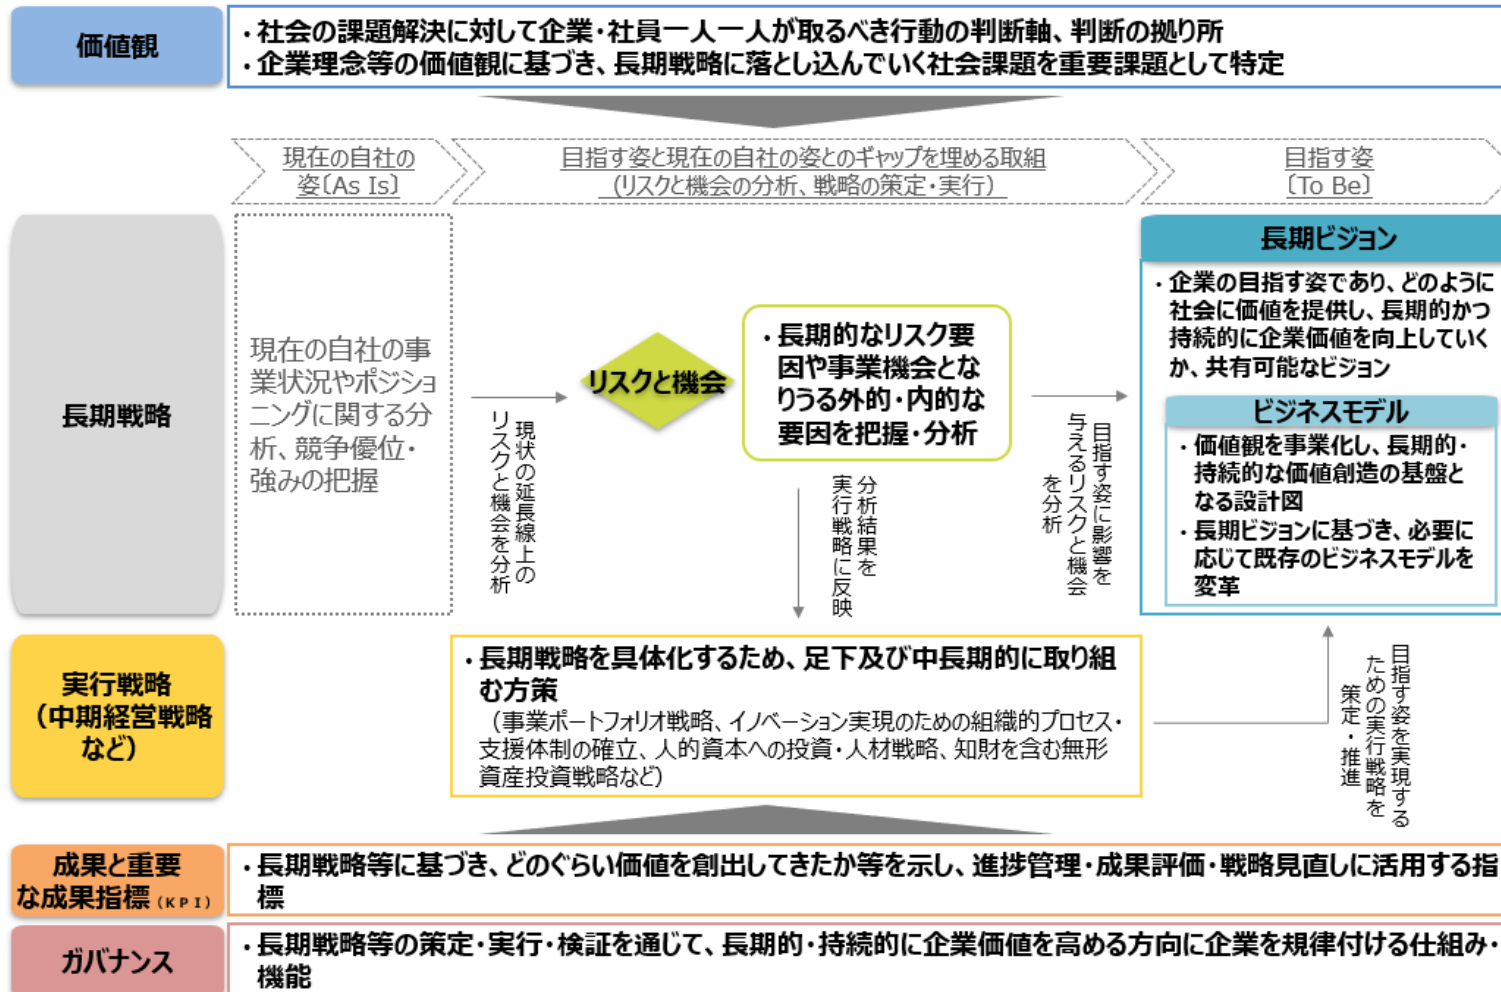 価値観
・社会の課題解決に対して企業・社員一人一人が取るべき行動の判断軸、判断の拠り所
・企業理念等の価値観に基づき、長期戦略に落とし込んでいく社会課題を重要課題として特定
現在の自社の
姿〔As Is〕
目指す姿と現在の自社の姿とのギャップを埋める取組
（リスクと機会の分析、戦略の策定・実行）
目指す姿
〔To Be〕
長期戦略
現在の自社の事
業状況やポジショ
ニングに関する分
析、競争優位・
強みの把握
現状の延長線上の
リスクと機会を分析
リスクと機会
・長期的なリスク要
因や事業機会とな
りうる外的・内的な
要因を把握・分析
分析結果を
実行戦略に反映
目指す姿に影響を
与えるリスクと機会
を分析
長期ビジョン
・企業の目指す姿であり、どのように
社会に価値を提供し、長期的かつ
持続的に企業価値を向上していく
か、共有可能なビジョン
ビジネスモデル
・価値観を事業化し、長期的・
持続的な価値創造の基盤と
なる設計図
・長期ビジョンに基づき、必要に
応じて既存のビジネスモデルを
変革
実行戦略
（中期経営戦略
など）
・長期戦略を具体化するため、足下及び中長期的に取り組
む方策
（事業ポートフォリオ戦略、イノベーション実現のための組織的プロセス・
支援体制の確立、人的資本への投資・人材戦略、知財を含む無形
資産投資戦略など）
目指す姿を実現する
ための実行戦略を
策定・推進
成果と重要
な成果指標（ＫＰＩ）
・長期戦略等に基づき、どのぐらい価値を創出してきたか等を示し、進捗管理・成果評価・戦略見直しに活用する指
標
ガバナンス
・長期戦略等の策定・実行・検証を通じて、長期的・持続的に企業価値を高める方向に企業を規律付ける仕組み・
機能